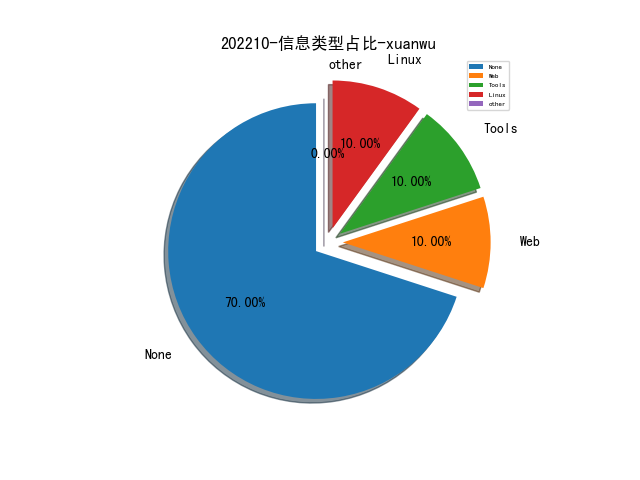 202210-信息类型占比-xuanwu
other
Linux
None
Web
Tools
Linux
other
Tools
0.00%
10.00%
10.00%
10.00%
Web
70.00%
None